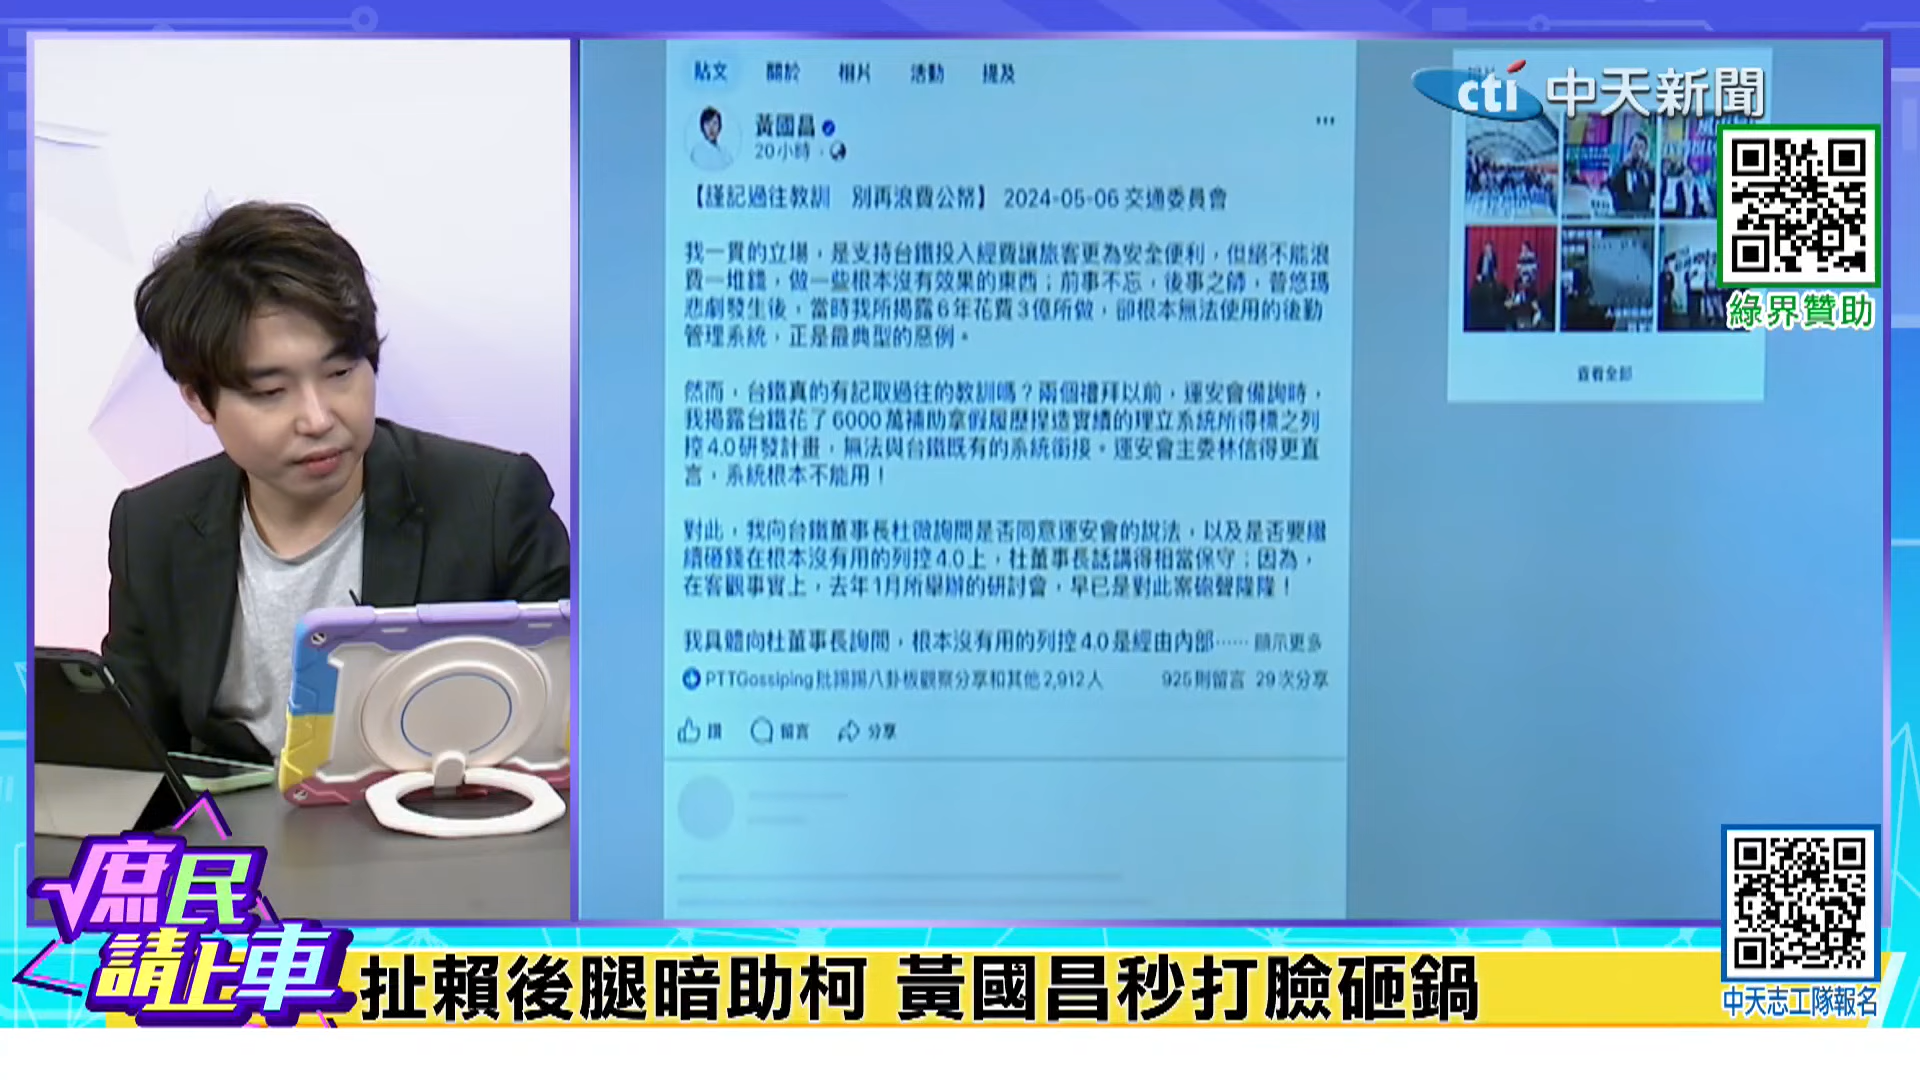 貼文 關於 相片 活動 提及
黃國昌
20小時
【謹記過往教訓 別再浪費公帑】 2024-05-06 交通委員會
我一貫的立場，是支持台鐵投入經費讓旅客更為安全便利，但絕不能浪
費一堆錢，做一些根本沒有效果的東西；前事不忘，後事之師，普悠瑪
悲劇發生後，當時我所揭露6年花費3億所做，卻根本無法使用的後勤
管理系統，正是最典型的惡例。
然而，台鐵真的有記取過往的教訓嗎？兩個禮拜以前，運安會備詢時，
我揭露台鐵花了6000萬補助拿假履歷捏造實績的理立系統所得標之列
控4.0研發計畫，無法與台鐵既有的系統銜接。運安會主委林信得更直
言，系統根本不能用！
對此，我向台鐵董事長杜微詢問是否同意運安會的說法，以及是否要繼
續砸錢在根本沒有用的列控4.0上，杜董事長話講得相當保守；因為，
在客觀事實上，去年1月所舉辦的研討會，早已是對此案砲聲隆隆！
我具體向杜董事長詢問，根本沒有用的列控4.0是經由內部⋯⋯ 顯示更多
PTTGossiping批踢踢八卦板觀察分享和其他2,912人 925則留言 29次分享
讚 留言 分享
查看全部
cti 中天新聞
綠界贊助
中天志工隊報名
庶民
請上車
扯賴後腿暗助柯 黃國昌秒打臉砸鍋